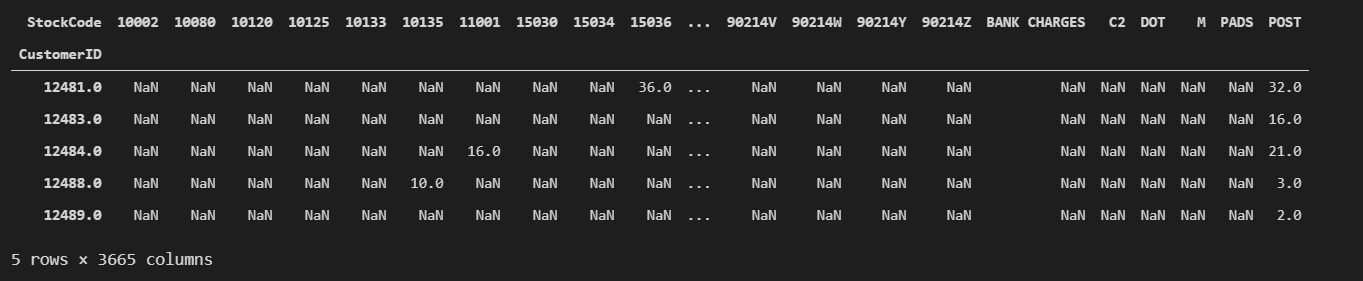 StockCode 10002 10080 10120 10125 10133 10135 11001 15030 15034 15036 ... 90214V 90214W 90214Y 90214Z BANK CHARGES C2 DOT M PADS POST
CustomerID
12481.0 NaN NaN NaN NaN NaN NaN NaN NaN NaN 36.0 ... NaN NaN NaN NaN NaN NaN NaN NaN NaN 32.0
12483.0 NaN NaN NaN NaN NaN NaN NaN NaN NaN NaN ... NaN NaN NaN NaN NaN NaN NaN NaN NaN 16.0
12484.0 NaN NaN NaN NaN NaN NaN 16.0 NaN NaN NaN ... NaN NaN NaN NaN NaN NaN NaN NaN NaN 21.0
12488.0 NaN NaN NaN NaN NaN 10.0 NaN NaN NaN NaN ... NaN NaN NaN NaN NaN NaN NaN NaN NaN 3.0
12489.0 NaN NaN NaN NaN NaN NaN NaN NaN NaN NaN ... NaN NaN NaN NaN NaN NaN NaN NaN NaN 2.0
5 rows × 3665 columns